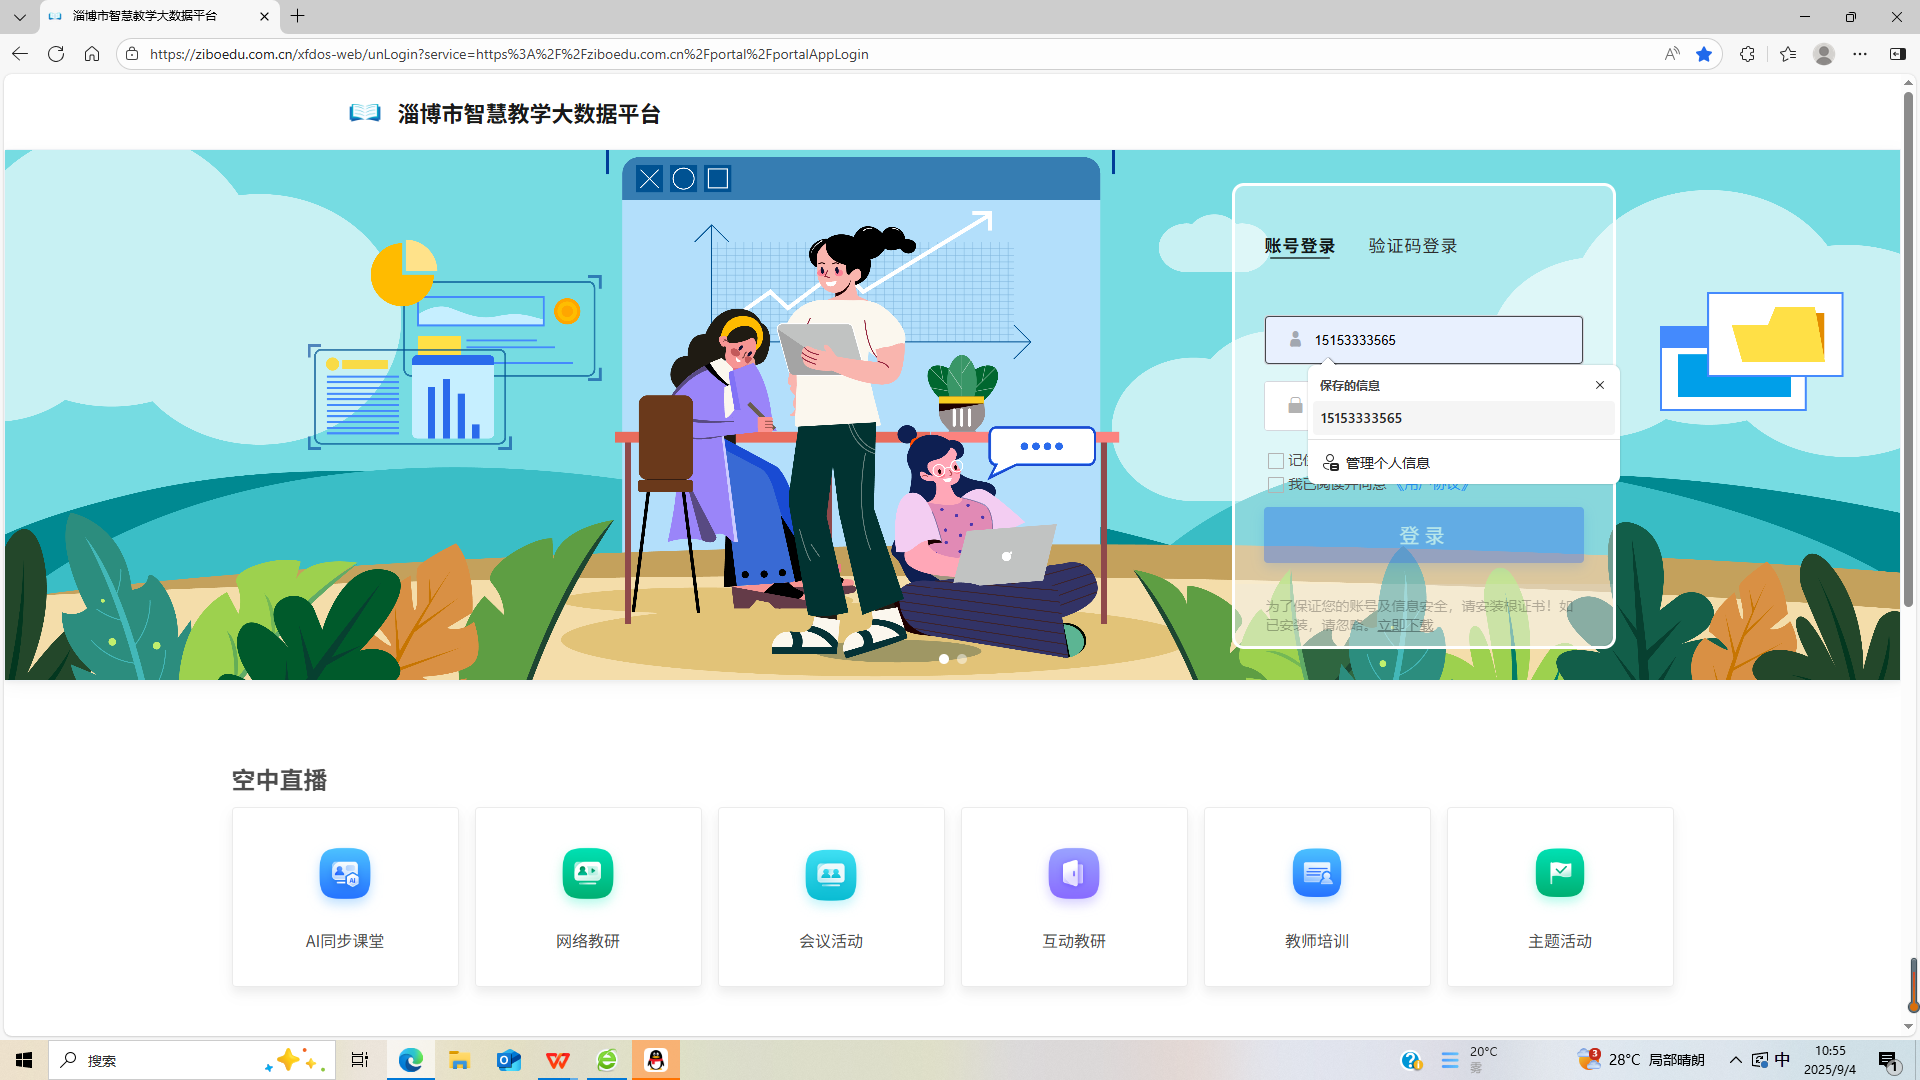 淄博市智慧教学大数据平台
https://ziboedu.com.cn/xfdos-web/unLogin?service=https%3A%2F%2Fziboedu.com.cn%2Fportal%2FportalAppLogin
淄博市智慧教学大数据平台
账号登录 验证码登录
15153333565
保存的信息
15153333565
管理个人信息
记住
我已阅读并同意《用户协议》
登 录
为了保证您的账号及信息安全，请安装根证书！如
已安装，请忽略。立即下载
空中直播
AI同步课堂 网络教研 会议活动 互动教研 教师培训 主题活动
搜索
20°C
雾
3
28°C 局部晴朗
中
10:55
2025/9/4
1